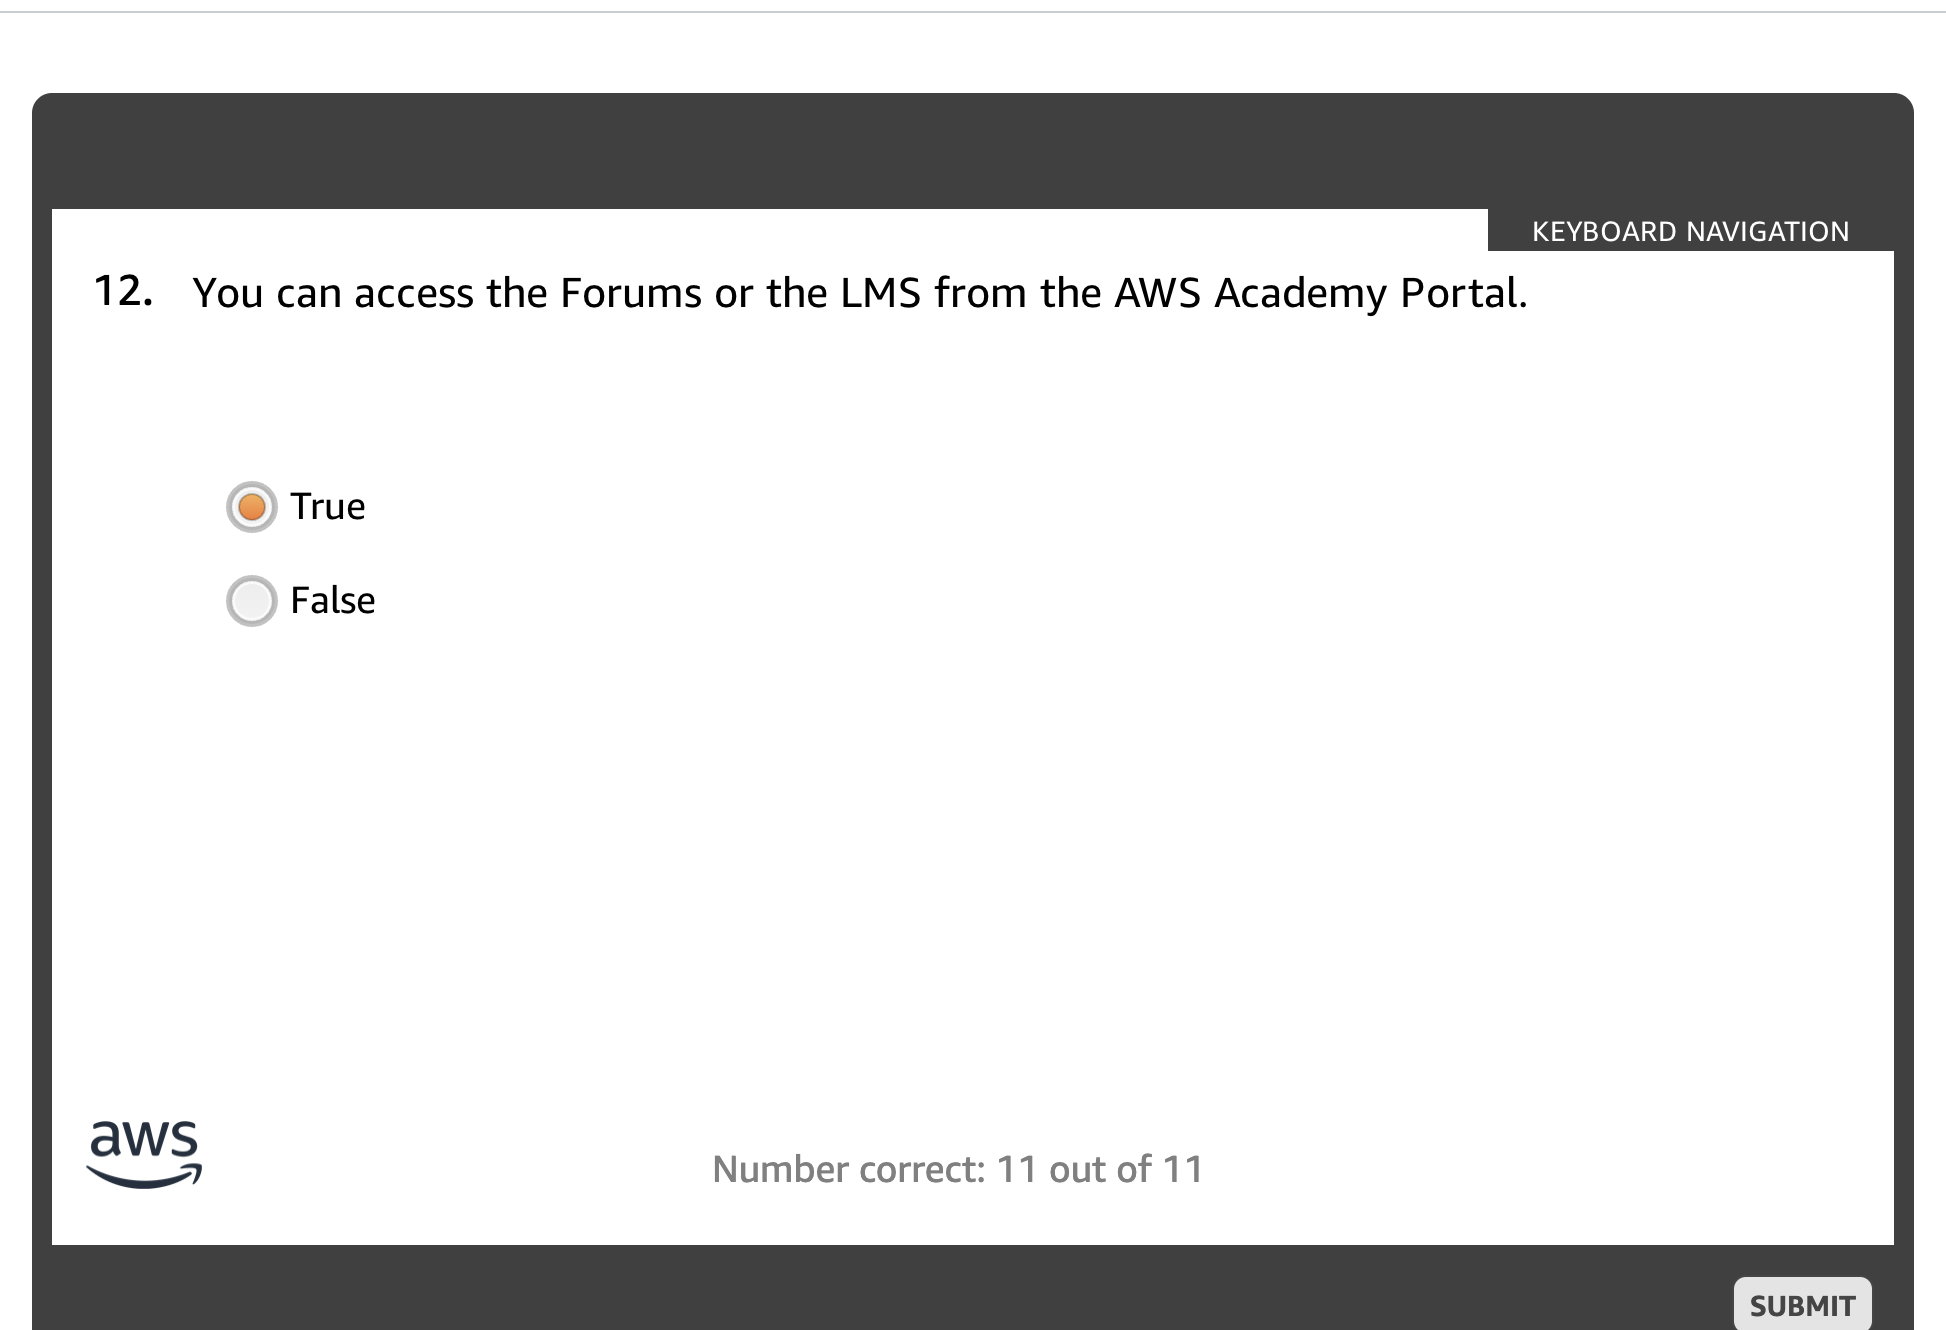 KEYBOARD NAVIGATION
12. You can access the Forums or the LMS from the AWS Academy Portal.
True
False
aws
Number correct: 11 out of 11
SUBMIT